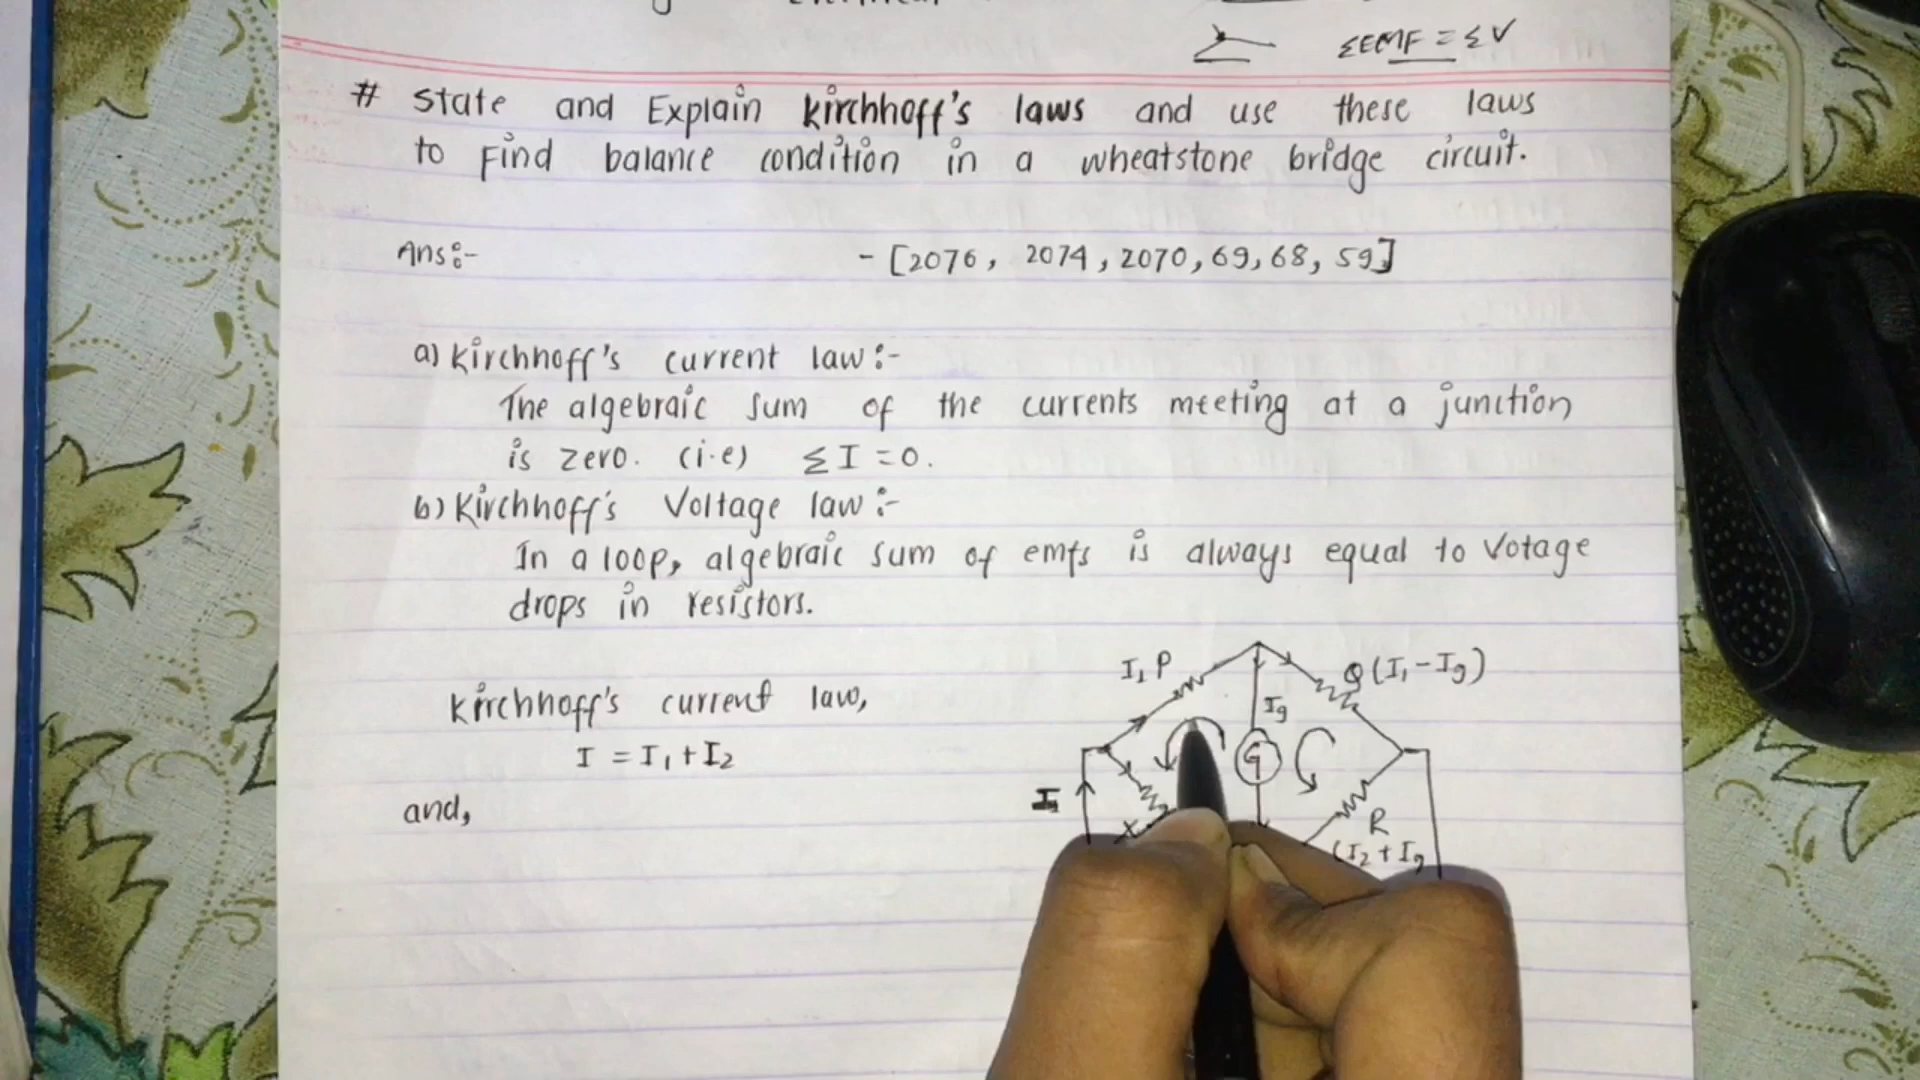 ΣEMF = ΣV
# State and Explain Kirchhoff's laws and use these laws
to Find balance condition in a wheatstone bridge circuit.
Ans:-
- [2076, 2074, 2070, 69, 68, 59]
a) Kirchhoff's current law :-
The algebraic sum of the currents meeting at a junction
is zero. (i.e) ΣI = 0.
b) Kirchhoff's Voltage law :-
In a loop, algebraic sum of emfs is always equal to Votage
drops in resistors.
I₁ P
Q (I₁ - Ig)
Kirchhoff's current law,
Ig
I = I₁ + I₂
G
I
and,
X
R
(I₂ + Ig